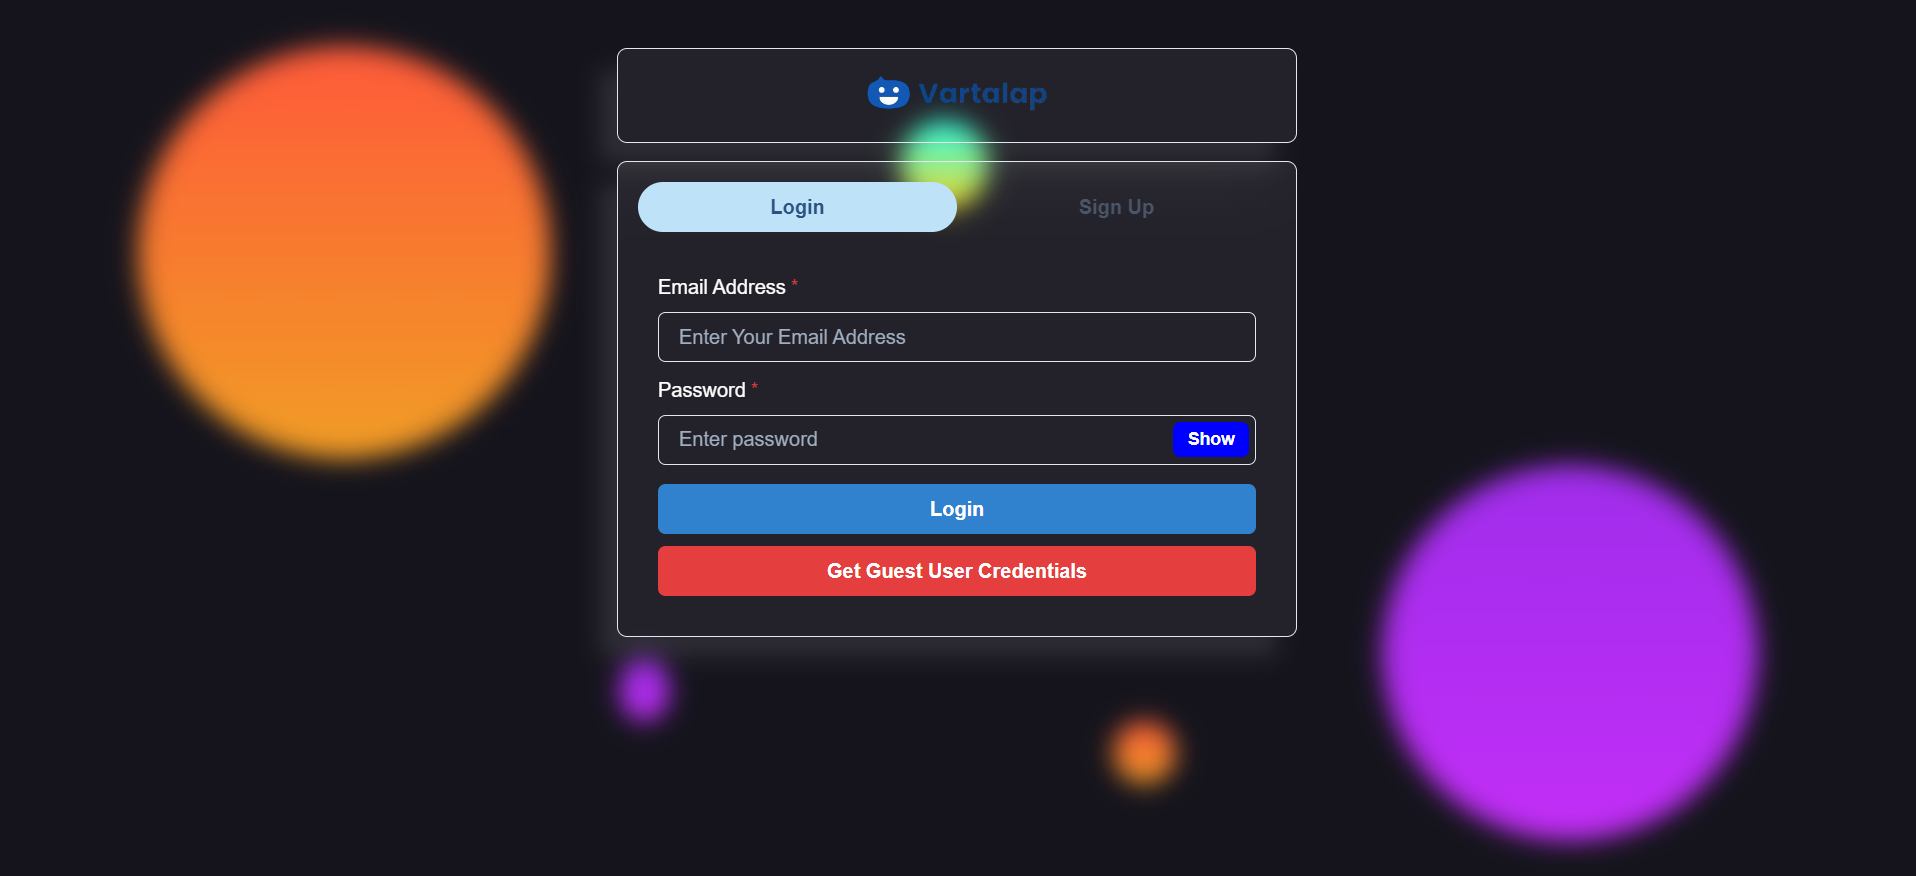 Vartalap
Login
Sign Up
Email Address *
Enter Your Email Address
Password *
Enter password
Show
Login
Get Guest User Credentials